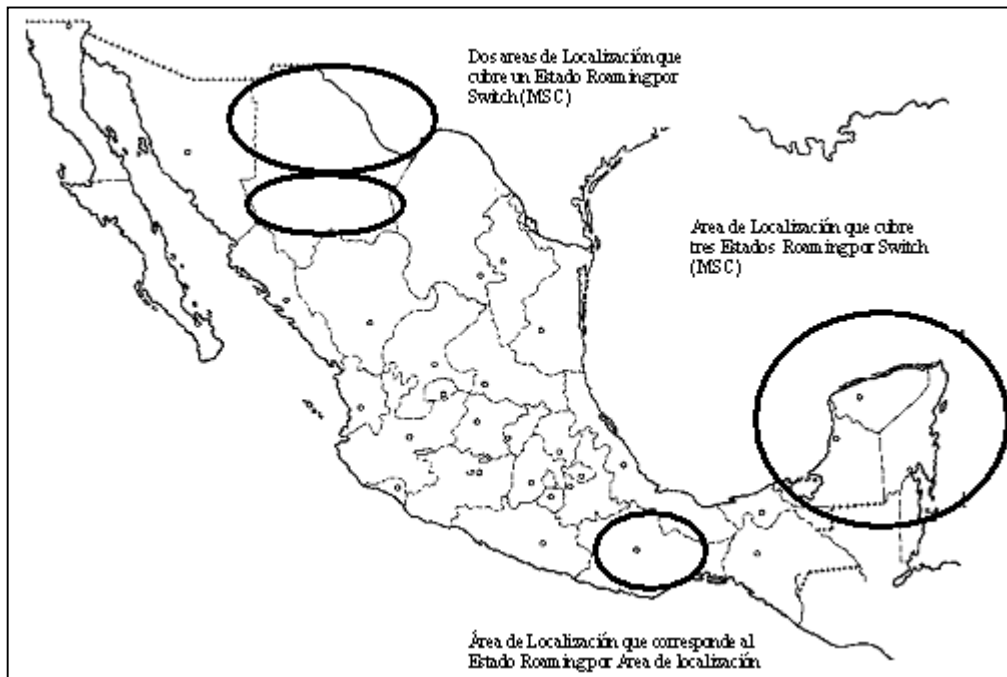 Dos areas de Localización que
cubre un Estado Roamingpor
Switch (MSC)
Area de Localización que cubre
tres Estados Roamingpor Switch
(MSC)
Área de Localización que corresponde al
Estado Roamingpor Area de localización